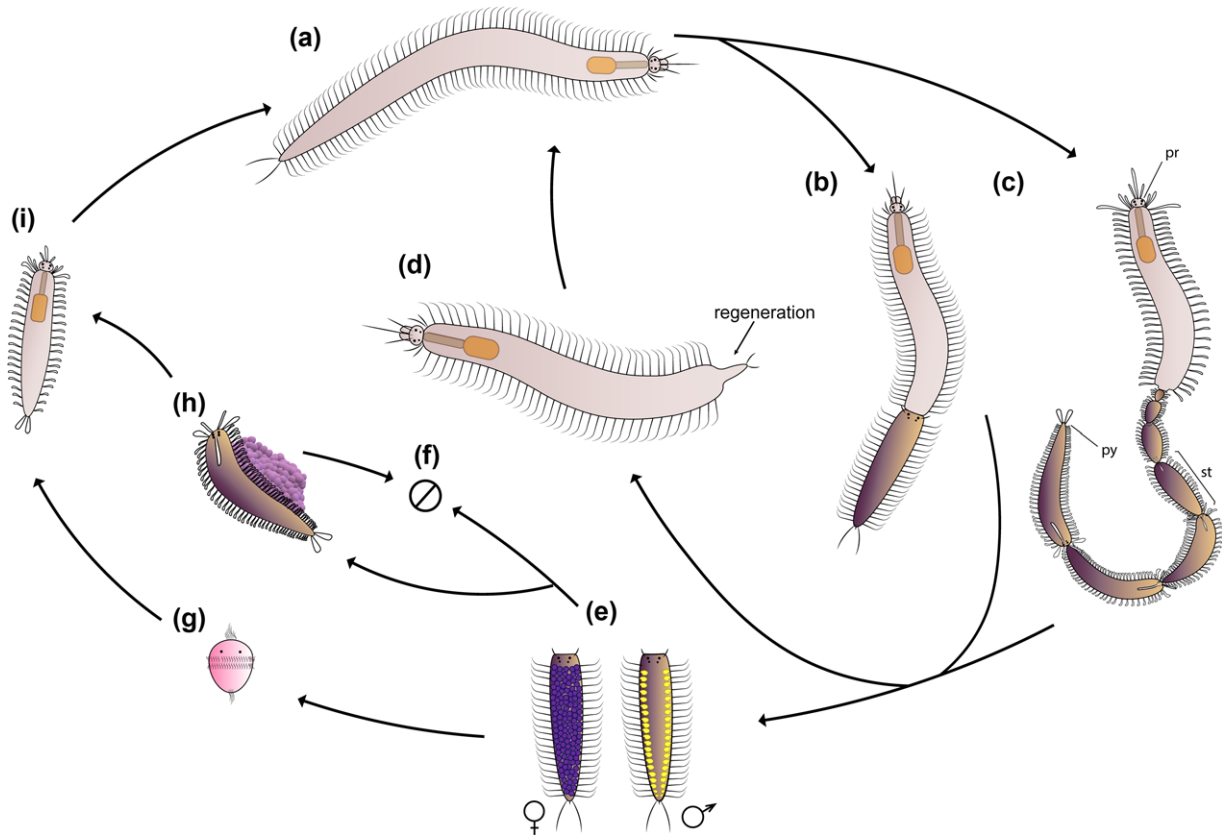 (a)
pr
(b)
(c)
(i)
(d)
regeneration
(h)
(f)
py
st
(g)
(e)
♀
♂